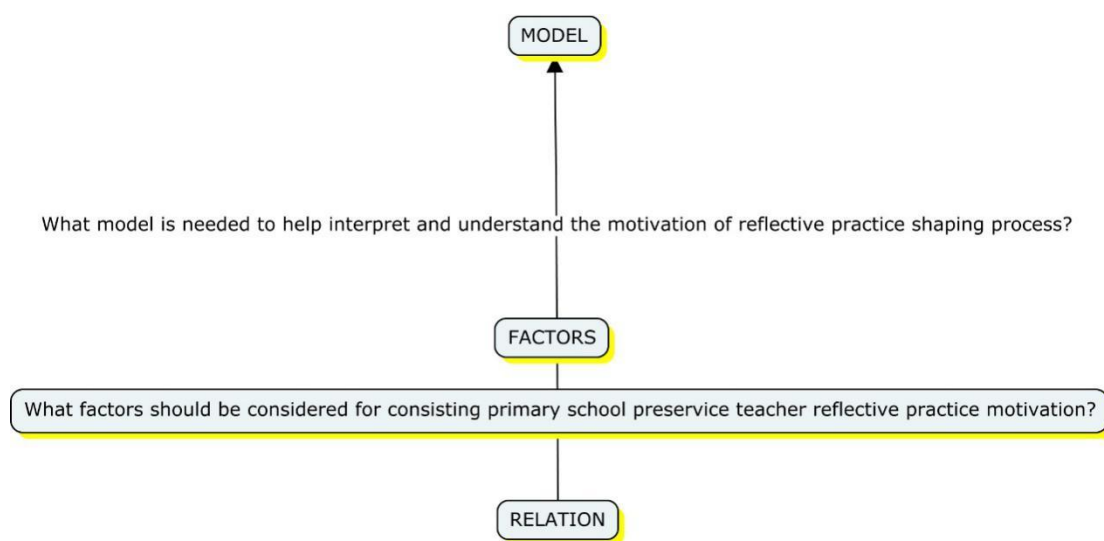 MODEL
What model is needed to help interpret and understand the motivation of reflective practice shaping process?
FACTORS
What factors should be considered for consisting primary school preservice teacher reflective practice motivation?
RELATION